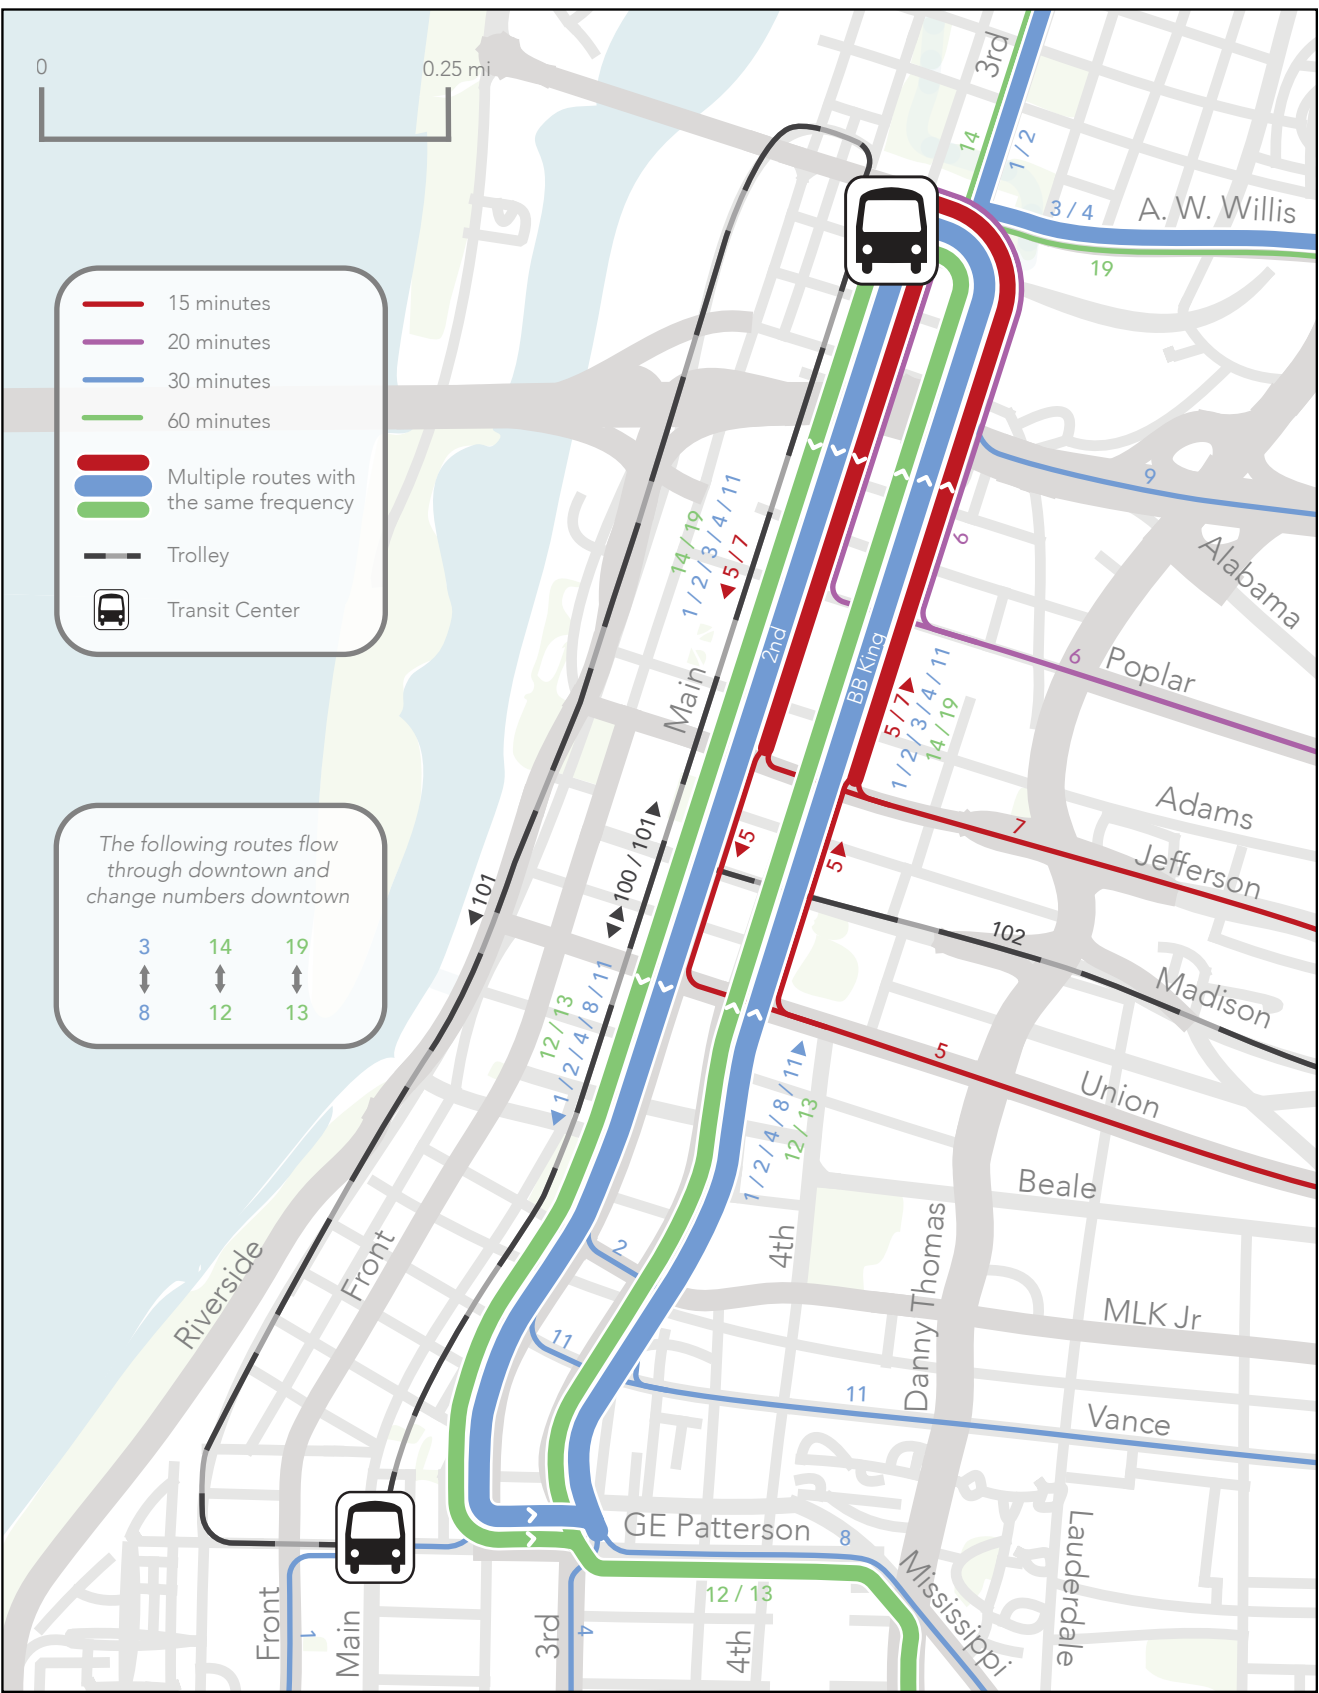 0
0.25 mi
3rd
14
1 / 2
3 / 4
A. W. Willis
19
15 minutes
20 minutes
30 minutes
60 minutes
Multiple routes with
the same frequency
Trolley
Transit Center
9
Alabama
14 / 19
1 / 2 / 3 / 4 / 11
5 / 7
6
2nd
BB King
Main
6
Poplar
5 / 7
1 / 2 / 3 / 4 / 11
14 / 19
Adams
7
Jefferson
The following routes flow
through downtown and
change numbers downtown
3
14
19
8
12
13
101
100 / 101
5
5
102
Madison
12 / 13
1 / 2 / 4 / 8 / 11
5
Union
1 / 2 / 4 / 8 / 11
12 / 13
Beale
Riverside
Front
2
4th
Danny Thomas
MLK Jr
11
11
Vance
GE Patterson
8
12 / 13
Mississippi
Lauderdale
Front
1
Main
3rd
4
4th